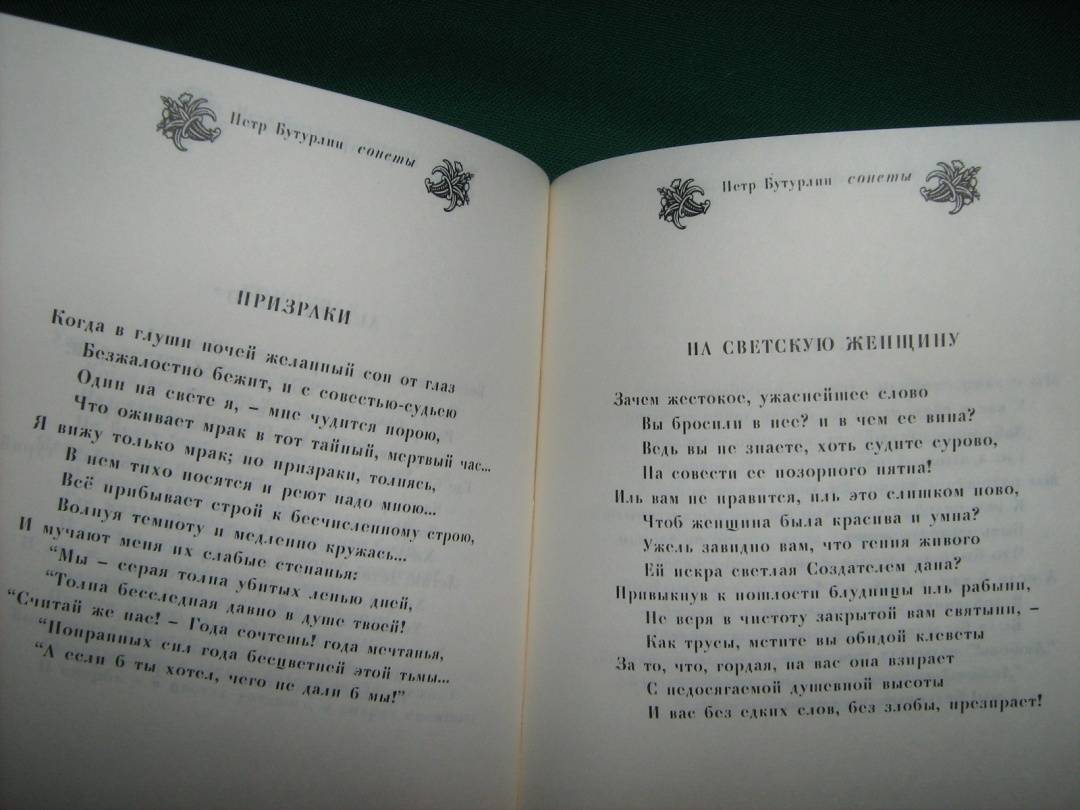 Петр Бутурлин сонеты
ПРИЗРАКИ
Когда в глуши ночей желанный сон от глаз
Безжалостно бежит, и с совестью-судьею
Один на свете я, – мне чудится порою,
Что оживает мрак в тот тайный, мертвый час...
Я вижу только мрак; но призраки, толпясь,
В нем тихо носятся и реют надо мною...
Всё прибывает строй к бесчисленному строю,
Волнуя темноту и медленно кружась...
И мучают меня их слабые стенанья:
“Мы – серая толпа убитых ленью дней,
“Толпа бесследная давно в душе твоей!
“Считай же нас! – Года сочтешь! года мечтанья,
“Попранных сил года бесцветней этой тьмы...
“А если б ты хотел, чего не дали б мы!”
Петр Бутурлин сонеты
НА СВЕТСКУЮ ЖЕНЩИНУ
Зачем жестокое, ужаснейшее слово
Вы бросили в нее? и в чем ее вина?
Ведь вы не знаете, хоть судите сурово,
На совести ее позорного пятна!
Иль вам не нравится, иль это слишком ново,
Чтоб женщина была красива и умна?
Ужель завидно вам, что гения живого
Ей искра светлая Создателем дана?
Привыкнув к пошлости блудницы иль рабыни,
Не веря в чистоту закрытой вам святыни, –
Как трусы, мстите вы обидой клеветы
За то, что, гордая, на вас она взирает
С недосягаемой душевной высоты
И вас без едких слов, без злобы, презирает!